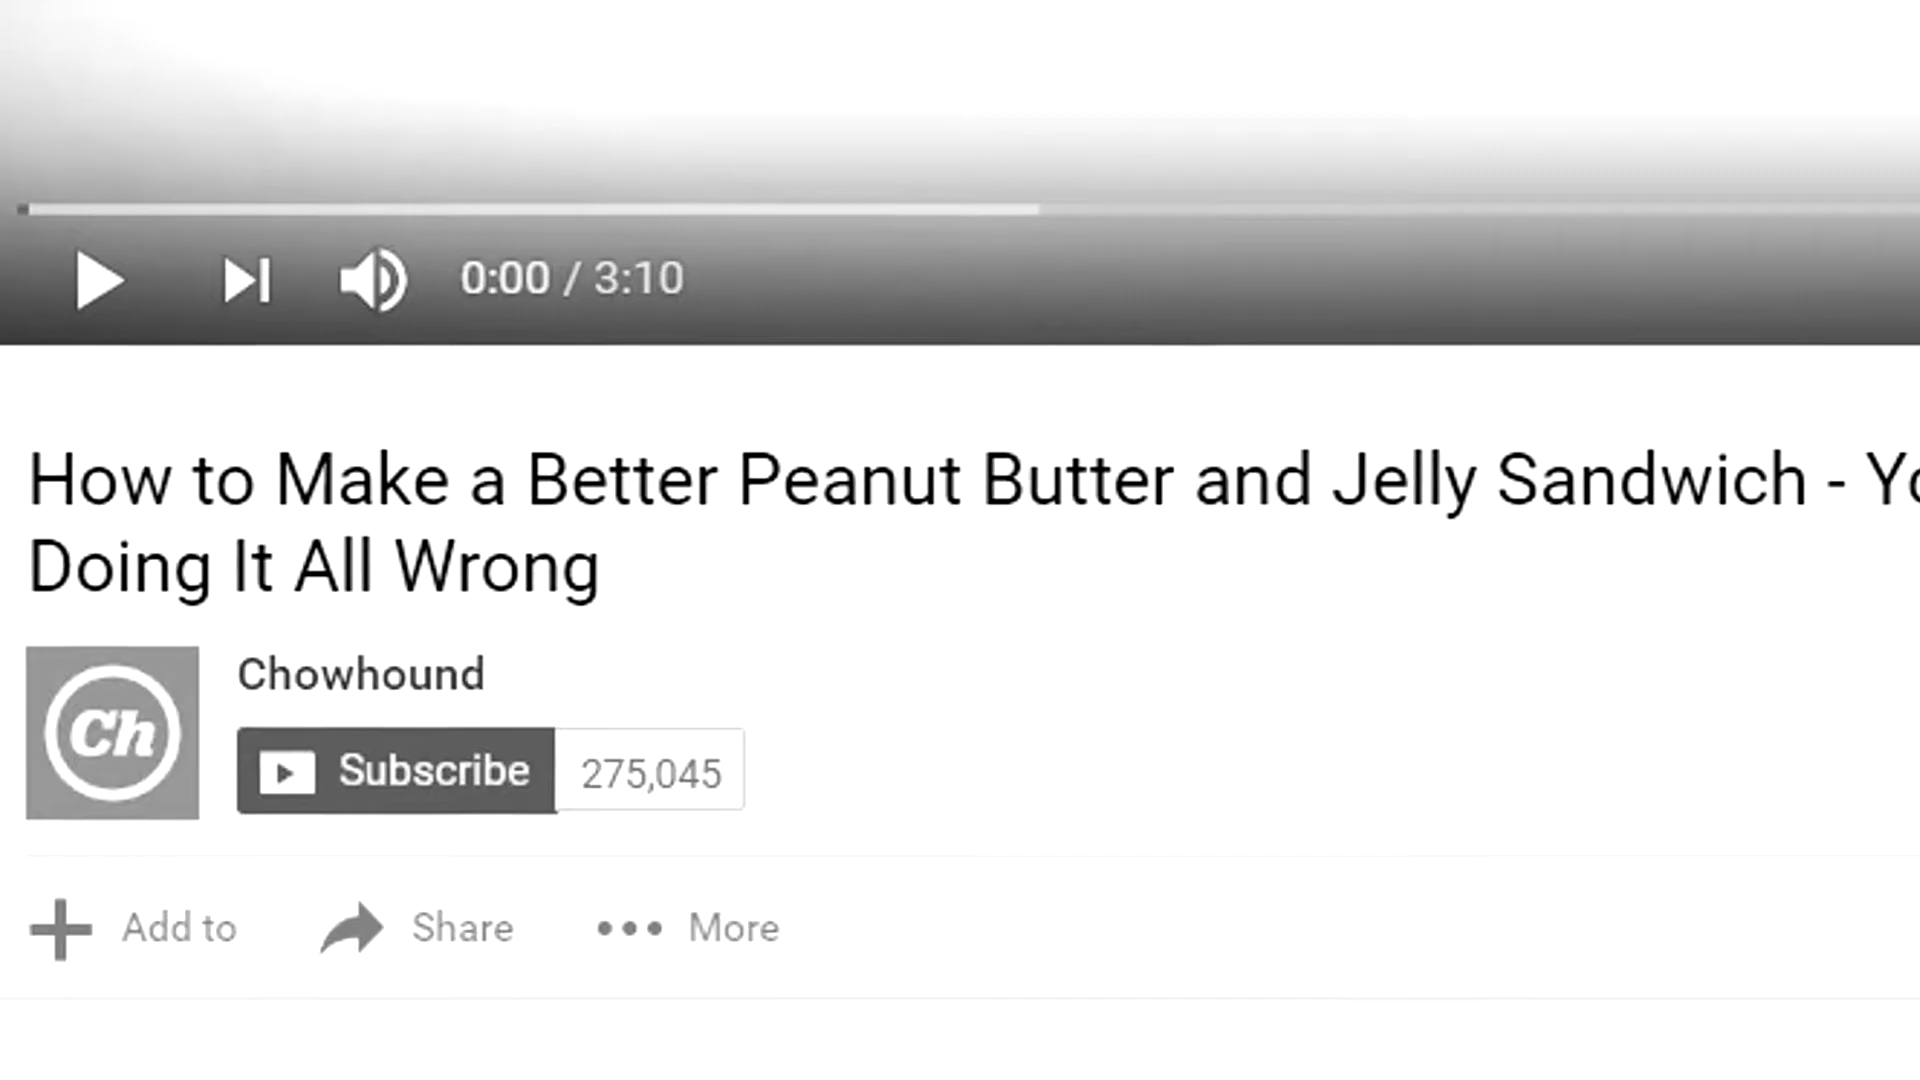 0:00 / 3:10
How to Make a Better Peanut Butter and Jelly Sandwich -
Doing It All Wrong
Ch
Chowhound
Subscribe 275,045
Add to Share More